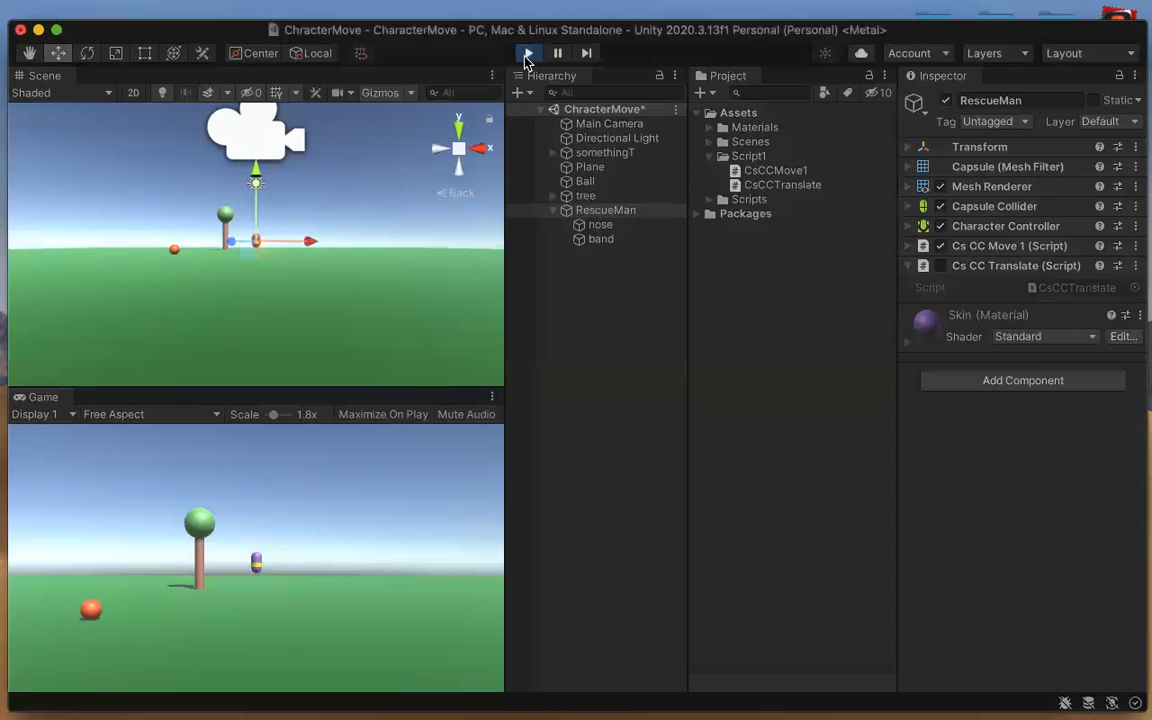 ChracterMove - CharacterMove - PC, Mac & Linux Standalone - Unity 2020.3.13f1 Personal (Personal) <Metal>
Center Local Account Layers Layout
Scene
Shaded 2D 0 Gizmos All
y
x
Back
Game
Display 1 Free Aspect Scale 1.8x Maximize On Play Mute Audio
Hierarchy
All
ChracterMove*
Main Camera
Directional Light
somethingT
Plane
Ball
tree
RescueMan
nose
band
Project
10
Assets
Materials
Scenes
Script1
CsCCMove1
CsCCTranslate
Scripts
Packages
Inspector
RescueMan Static
Tag Untagged Layer Default
Transform
Capsule (Mesh Filter)
Mesh Renderer
Capsule Collider
Character Controller
Cs CC Move 1 (Script)
Cs CC Translate (Script)
Script CsCCTranslate
Skin (Material)
Shader Standard Edit...
Add Component